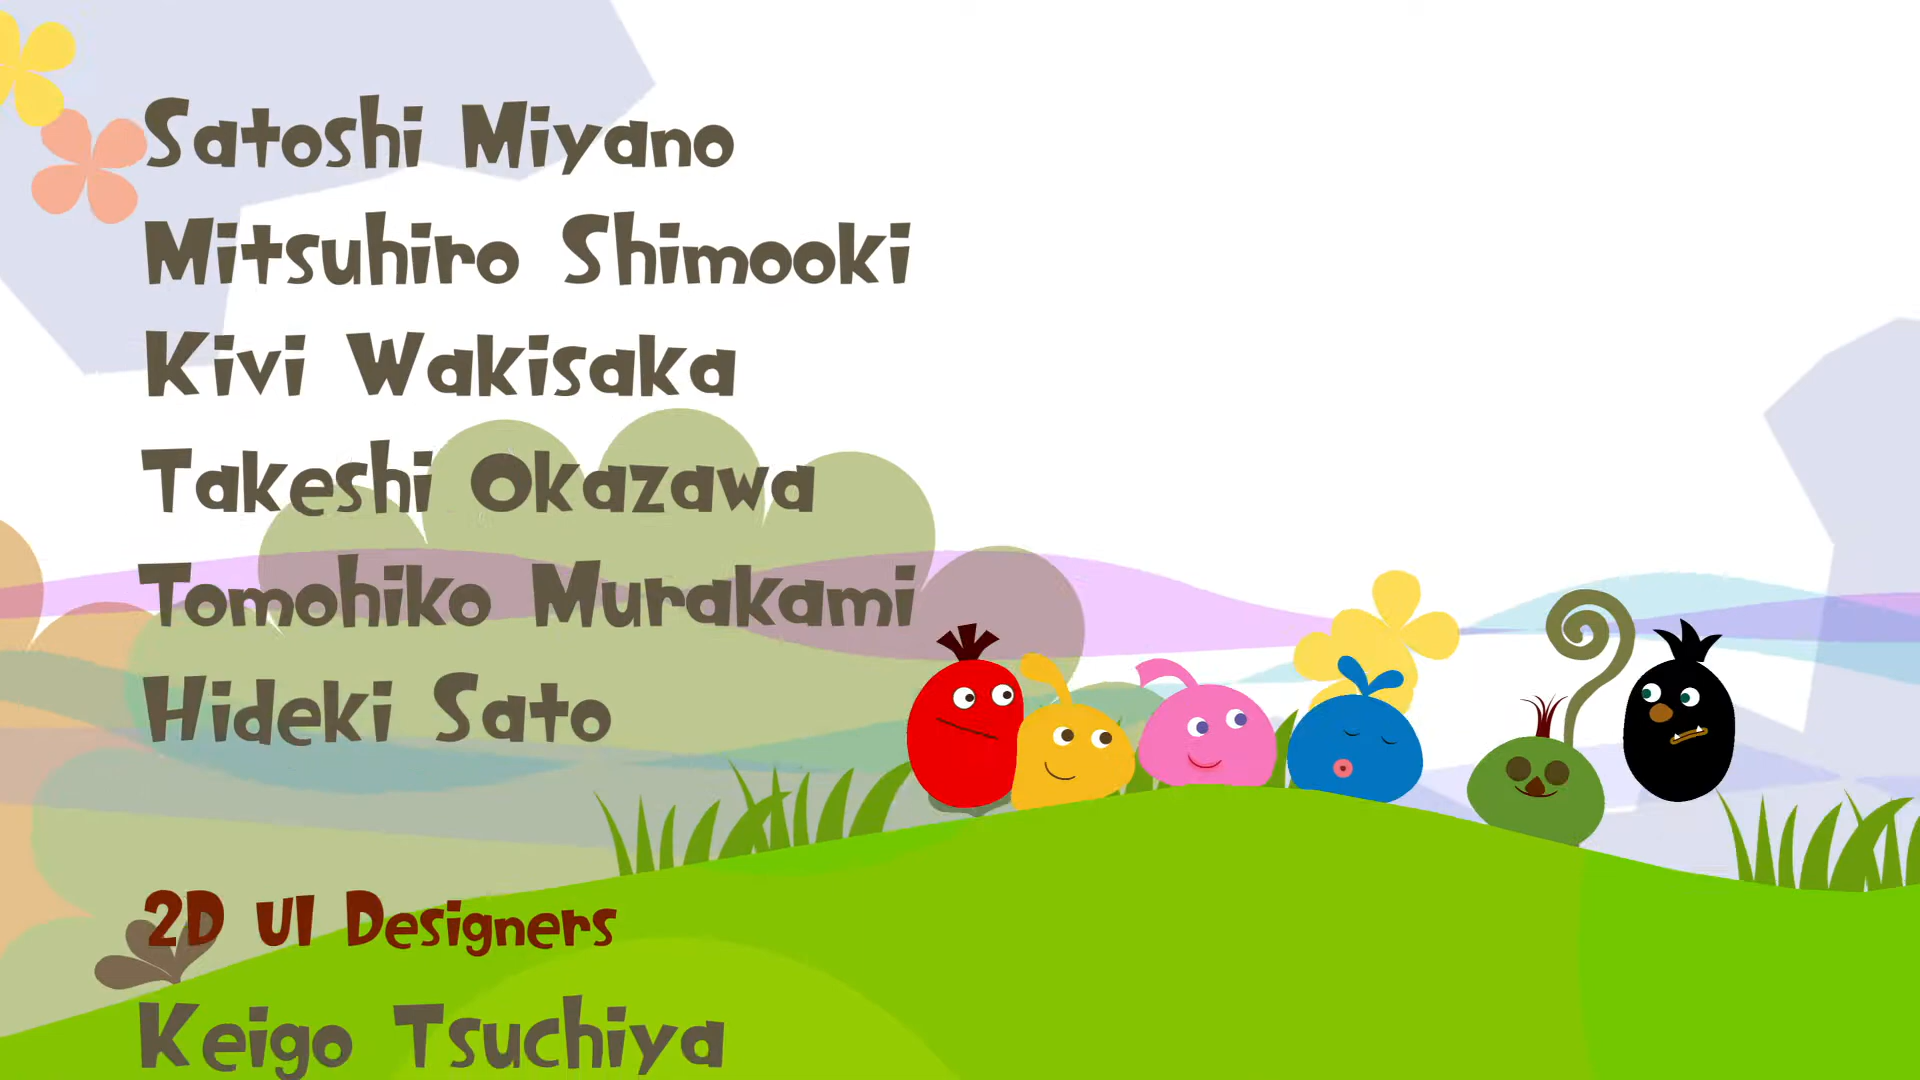 Satoshi Miyano
Mitsuhiro Shimooki
Kivi Wakisaka
Takeshi Okazawa
Tomohiko Murakami
Hideki Sato
2D UI Designers
Keigo Tsuchiya